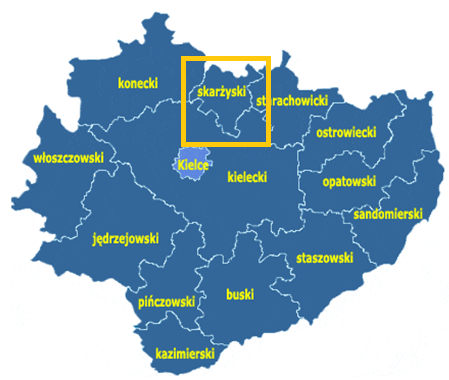 konecki
skarżyski
starachowicki
ostrowiecki
włoszczowski
Kielce
kielecki
opatowski
sandomierski
jędrzejowski
staszowski
pińczowski
buski
kazimierski